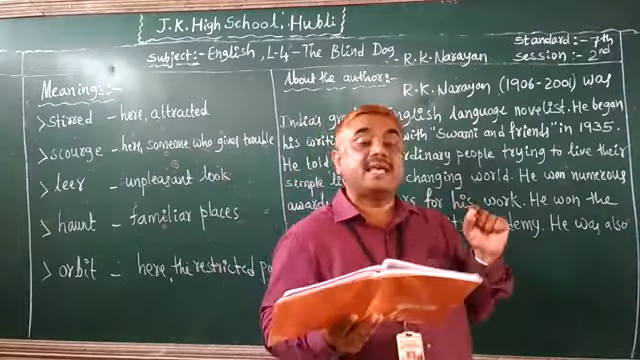 J.K. High School; Hubli
Subject:- English, L-4:- The Blind Dog - R.K. Narayan
Standard:- 7th
Session :- 2nd
Meanings:-
> stirred - here, attracted
> scourge - here, someone who gives trouble
> leer - unpleasant look
> haunt - familiar places
> orbit - here, the restricted
About the author:-
R.K. Narayan (1906-2001) was
India's English language novelist. He began
his with "Swami and friends" in 1935.
He told ordinary people trying to live their
simple changing world. He won numerous
for his work. He won the
He was also